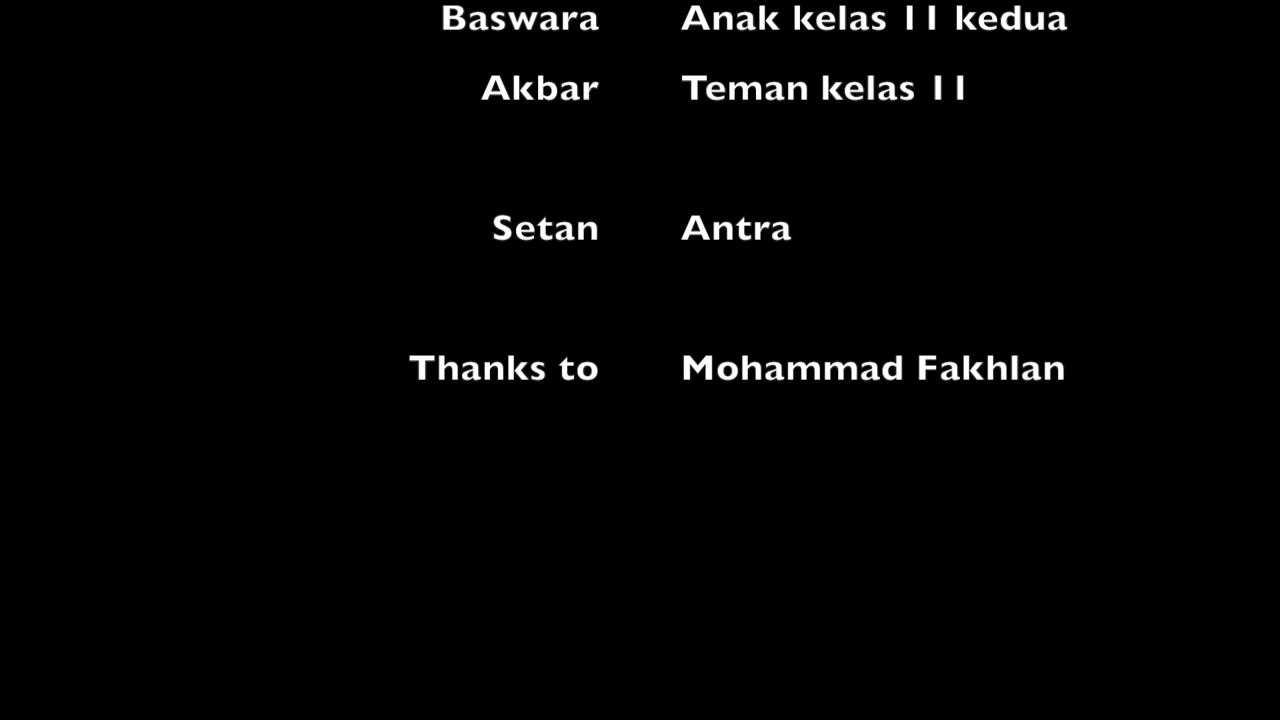 Baswara Anak kelas 11 kedua
Akbar Teman kelas 11
Setan Antra
Thanks to Mohammad Fakhlan